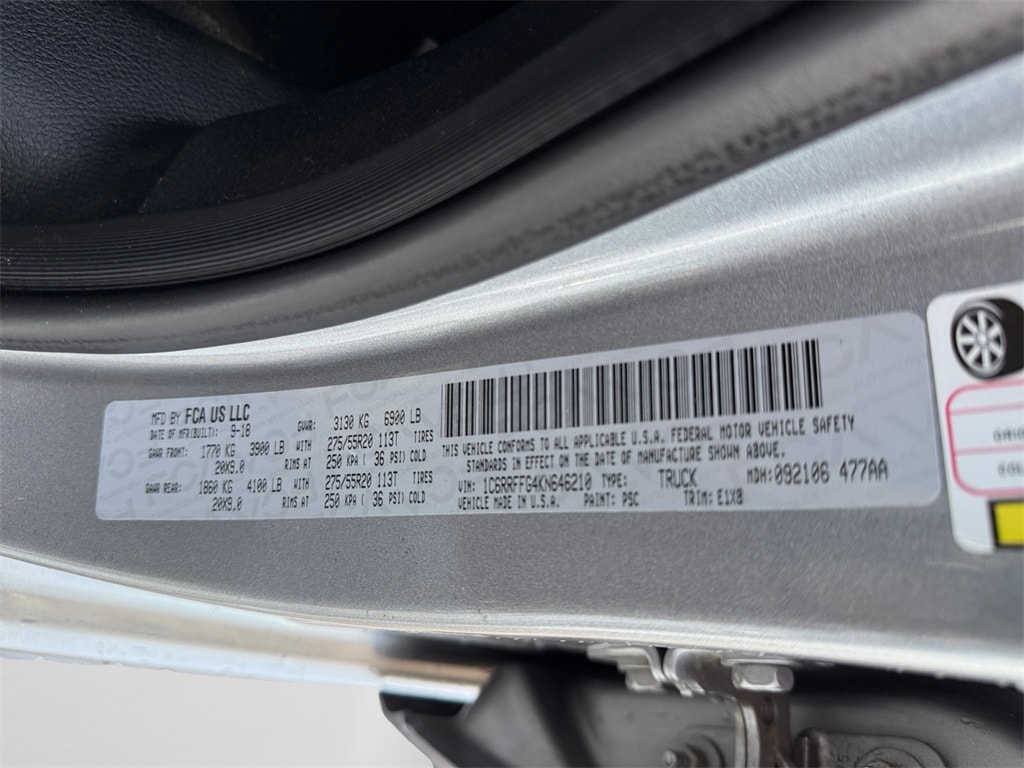 MFD BY FCA US LLC
DATE OF MFR(BUILT): 9-18
GVWR: 3130 KG 6900 LB
GAWR FRONT: 1770 KG 3900 LB WITH 275/55R20 113T TIRES
20X9.0 RIMS AT 250 KPA ( 36 PSI) COLD
GAWR REAR: 1860 KG 4100 LB WITH 275/55R20 113T TIRES
20X9.0 RIMS AT 250 KPA ( 36 PSI) COLD
THIS VEHICLE CONFORMS TO ALL APPLICABLE U.S.A. FEDERAL MOTOR VEHICLE SAFETY
STANDARDS IN EFFECT ON THE DATE OF MANUFACTURE SHOWN ABOVE.
VIN: 1C6RRFFG4KN646210 TYPE: TRUCK MDH: 092106 477AA
VEHICLE MADE IN U.S.A. PAINT: PSC TRIM: E1X8